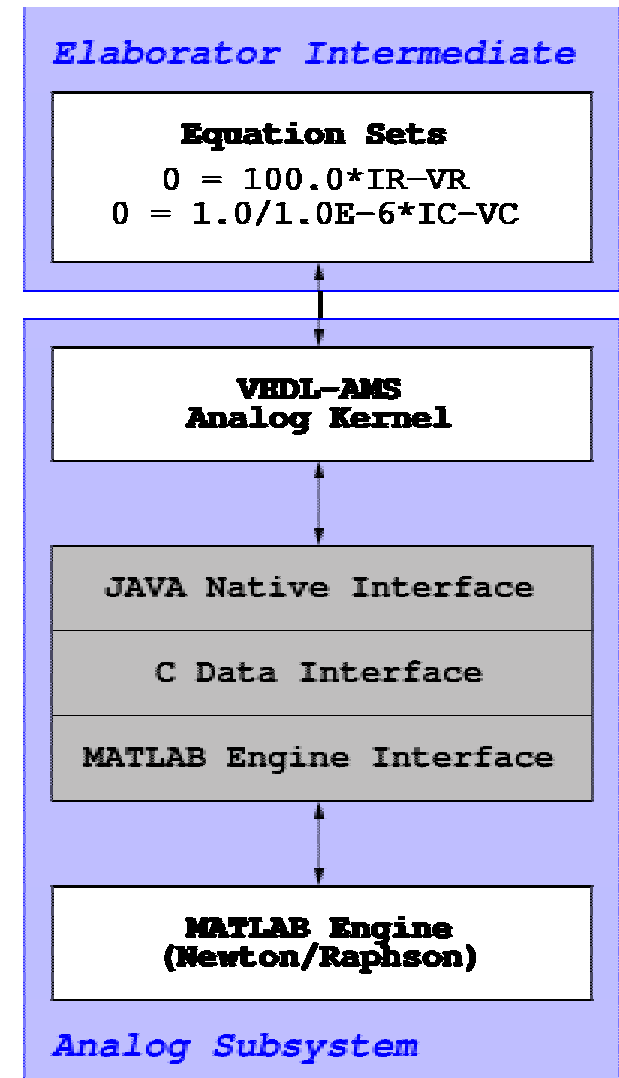 Elaborator Intermediate
Equation Sets
0 = 100.0*IR-VR
0 = 1.0/1.0E-6*IC-VC
VHDL-AMS
Analog Kernel
JAVA Native Interface
C Data Interface
MATLAB Engine Interface
MATLAB Engine
(Newton/Raphson)
Analog Subsystem